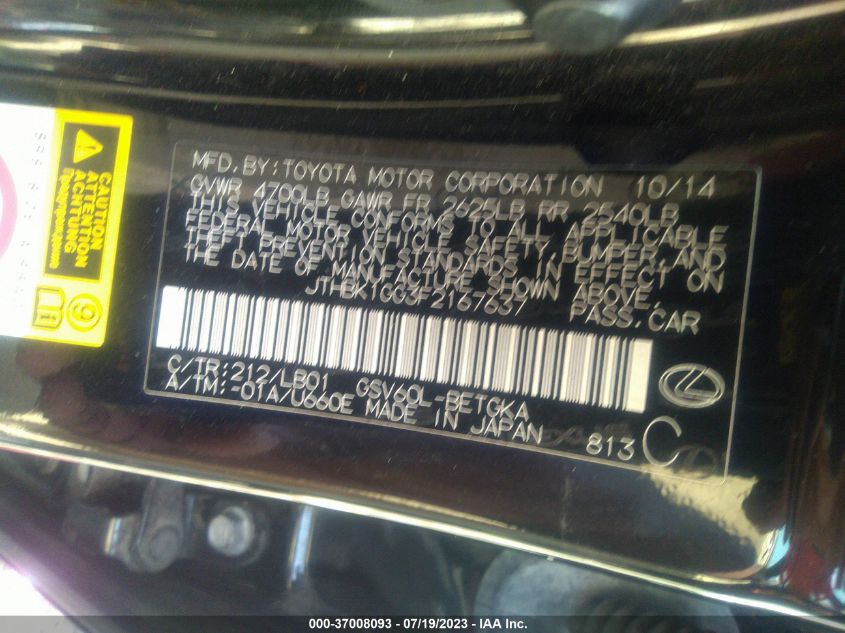 MFD.BY:TOYOTA MOTOR CORPORATION 10/14
GVWR 4700LB GAWR FR 2625LB RR 2540LB
THIS VEHICLE CONFORMS TO ALL APPLICABLE
FEDERAL MOTOR VEHICLE SAFETY, BUMPER, AND
THEFT PREVENTION STANDARDS IN EFFECT ON
THE DATE OF MANUFACTURE SHOWN ABOVE.
JTHBK1GG3F2167637 PASS.CAR
C/TR:212/LB01 GSV60L-BETGKA
A/TM:-01A/U660E MADE IN JAPAN 813 C
CAUTION
ATTENTION
ACHTUNG
000-37008093 / 07/19/2023 - IAA Inc.